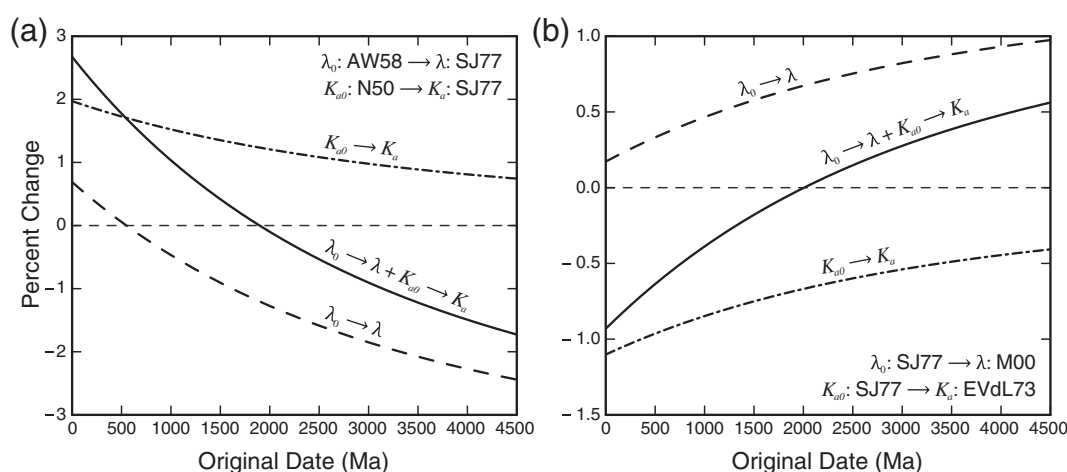 (a)
3
2
1
0
−1
−2
−3
Percent Change
λ₀: AW58 → λ: SJ77
Kₐ₀: N50 → Kₐ: SJ77
Kₐ₀ → Kₐ
λ₀ → λ + Kₐ₀ → Kₐ
λ₀ → λ
0 500 1000 1500 2000 2500 3000 3500 4000 4500
Original Date (Ma)
(b)
1.0
0.5
0.0
−0.5
−1.0
−1.5
λ₀ → λ
λ₀ → λ + Kₐ₀ → Kₐ
Kₐ₀ → Kₐ
λ₀: SJ77 → λ: M00
Kₐ₀: SJ77 → Kₐ: EVdL73
0 500 1000 1500 2000 2500 3000 3500 4000 4500
Original Date (Ma)